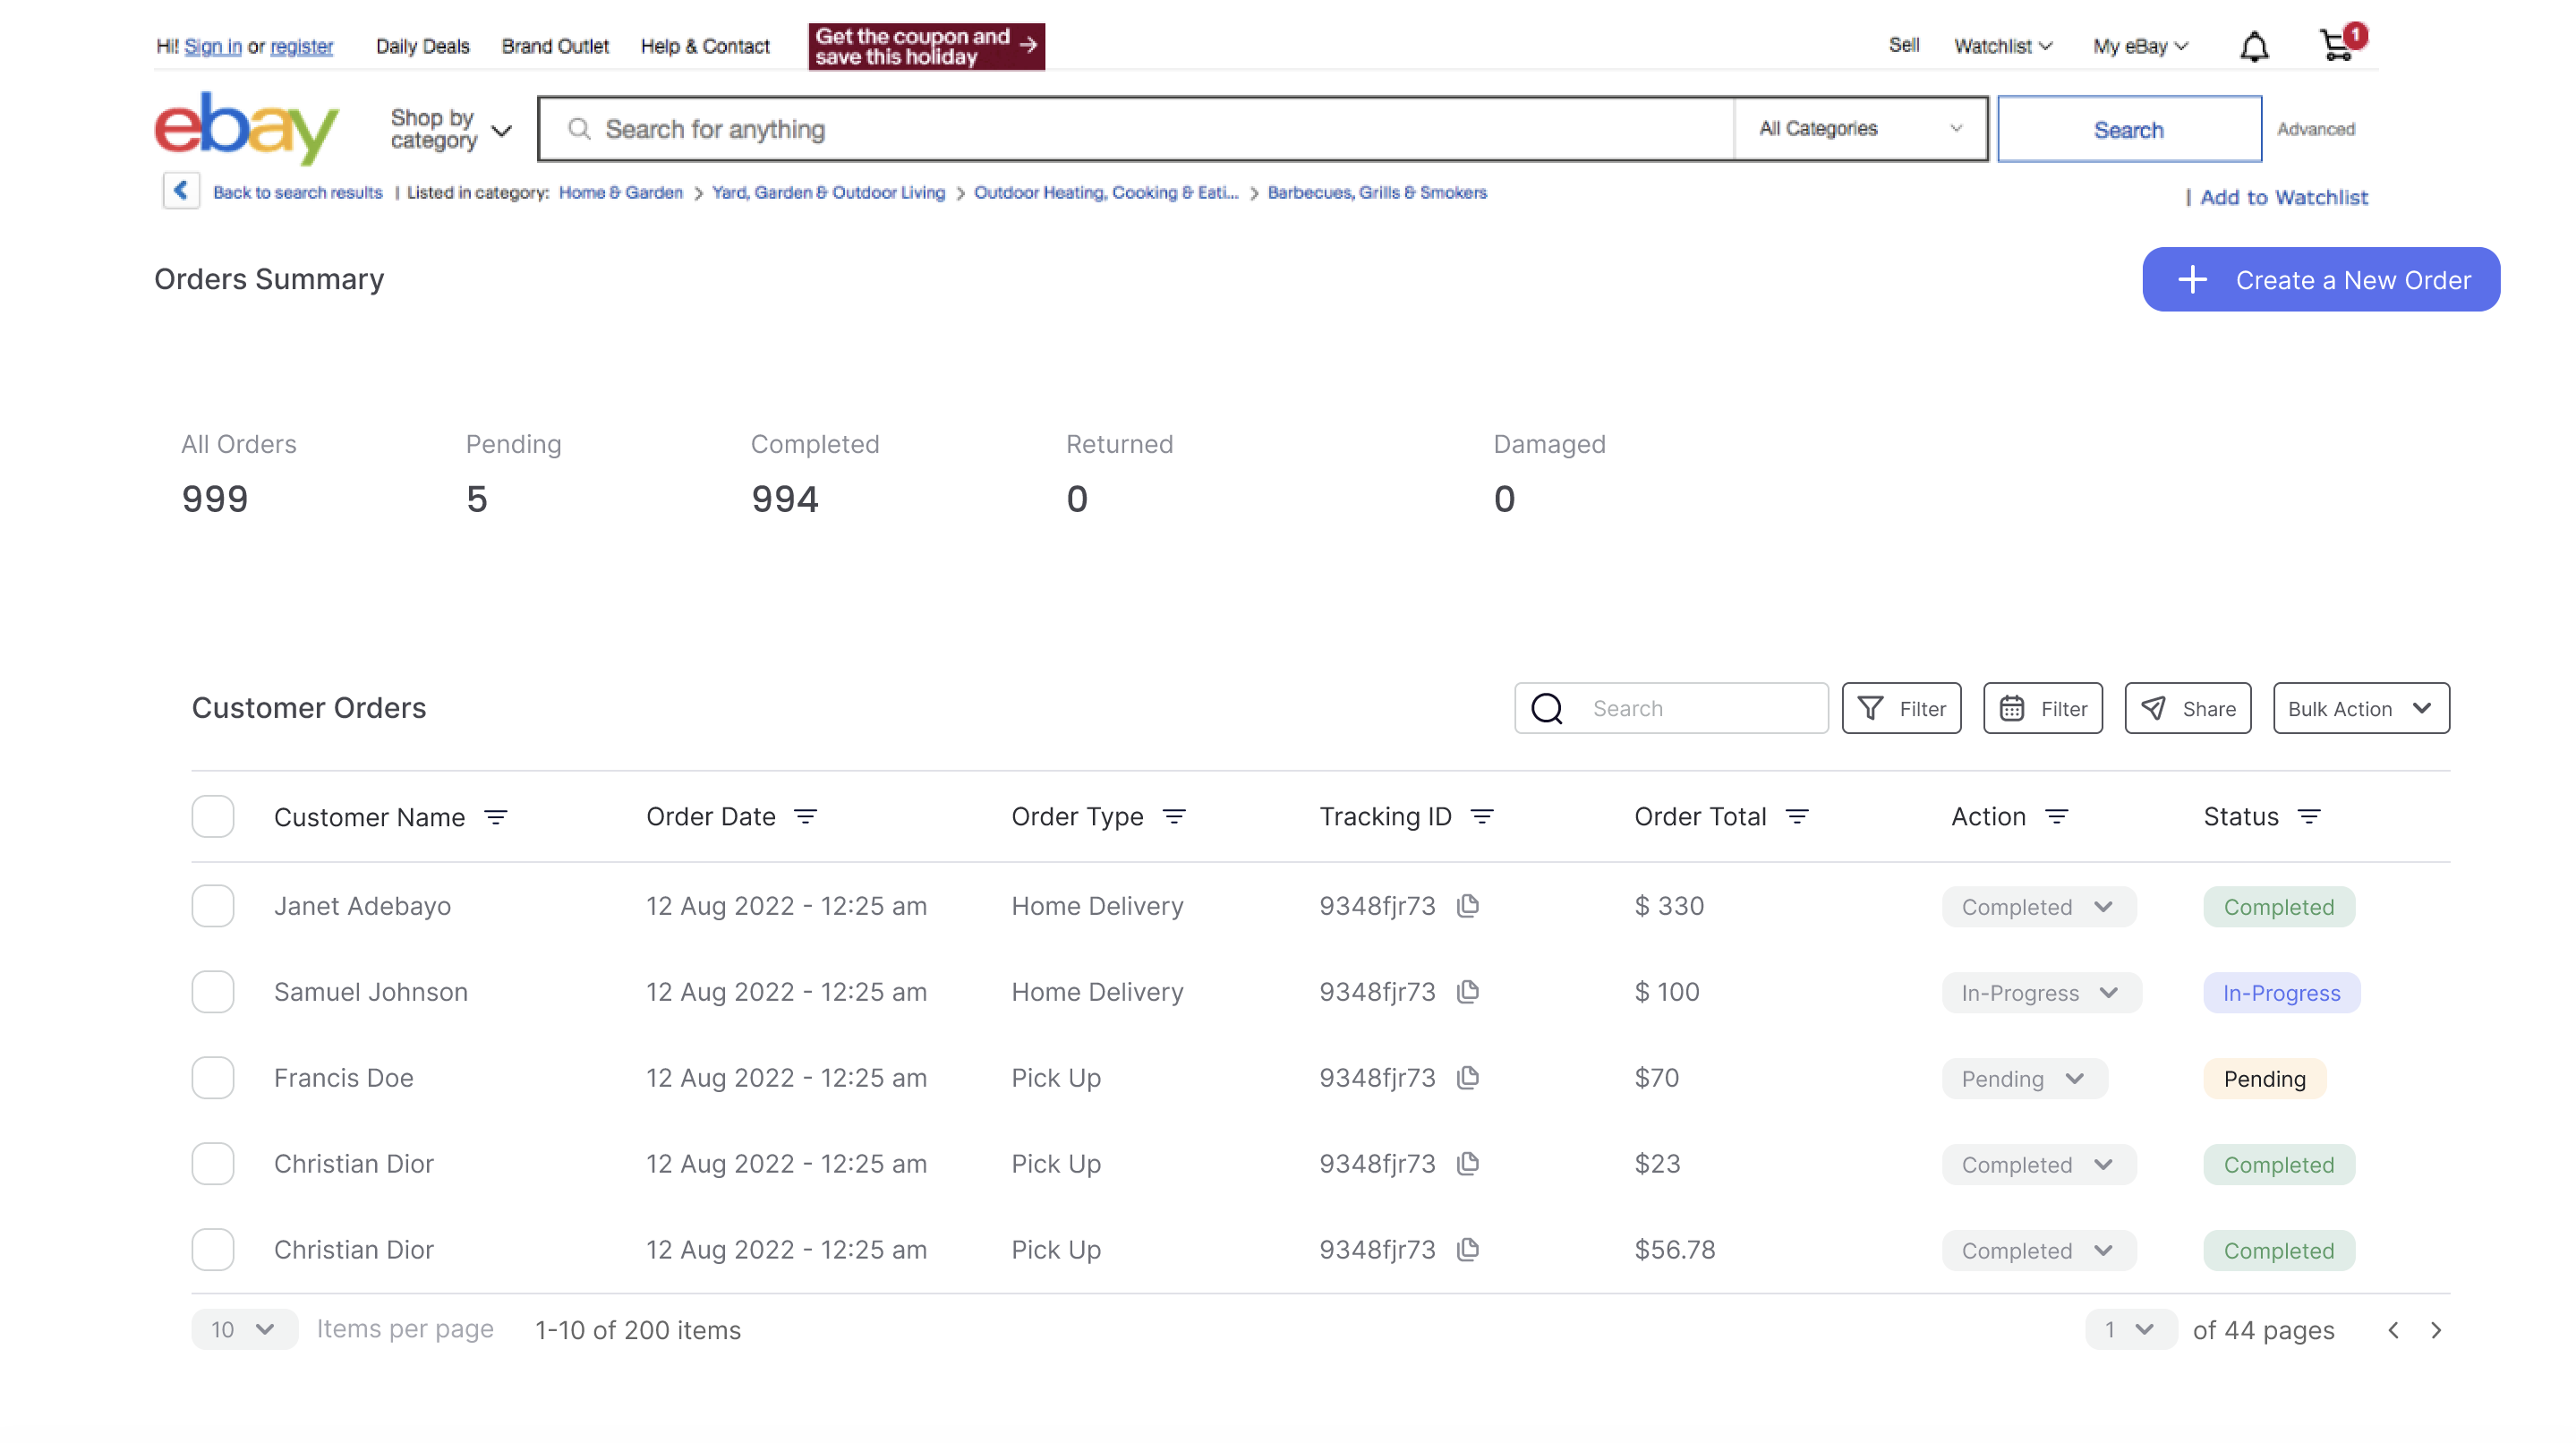 Hi! Sign in or register Daily Deals Brand Outlet Help & Contact Get the coupon and
save this holiday
Sell Watchlist My eBay 1
ebay
Shop by
category
Search for anything All Categories Search Advanced
Back to search results | Listed in category: Home & Garden > Yard, Garden & Outdoor Living > Outdoor Heating, Cooking & Eati... > Barbecues, Grills & Smokers
| Add to Watchlist
Orders Summary + Create a New Order
All Orders Pending Completed Returned Damaged
999 5 994 0 0
Customer Orders Search Filter Filter Share Bulk Action
Customer Name Order Date Order Type Tracking ID Order Total Action Status
Janet Adebayo 12 Aug 2022 - 12:25 am Home Delivery 9348fjr73 $ 330 Completed Completed
Samuel Johnson 12 Aug 2022 - 12:25 am Home Delivery 9348fjr73 $ 100 In-Progress In-Progress
Francis Doe 12 Aug 2022 - 12:25 am Pick Up 9348fjr73 $70 Pending Pending
Christian Dior 12 Aug 2022 - 12:25 am Pick Up 9348fjr73 $23 Completed Completed
Christian Dior 12 Aug 2022 - 12:25 am Pick Up 9348fjr73 $56.78 Completed Completed
10 Items per page 1-10 of 200 items 1 of 44 pages